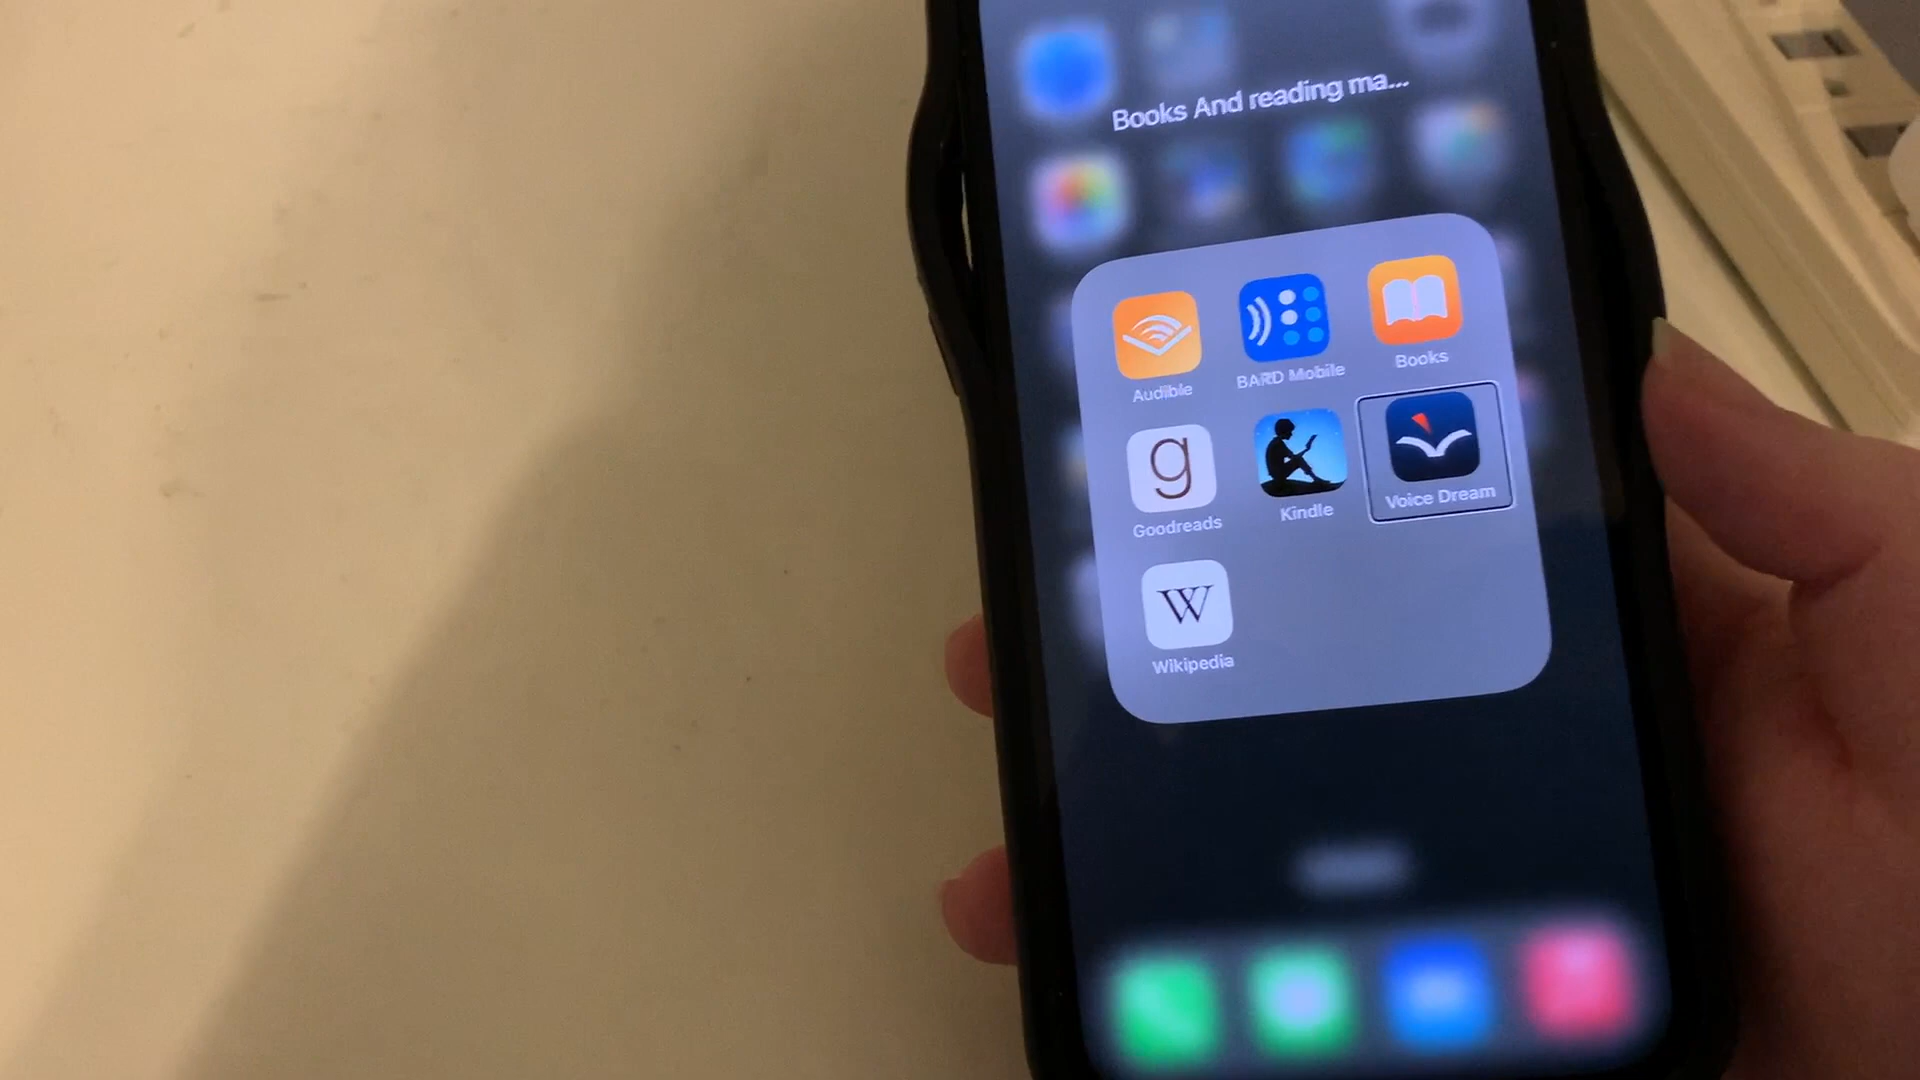 Books And reading ma...
Audible
BARD Mobile
Books
g
Goodreads
Kindle
Voice Dream
W
Wikipedia